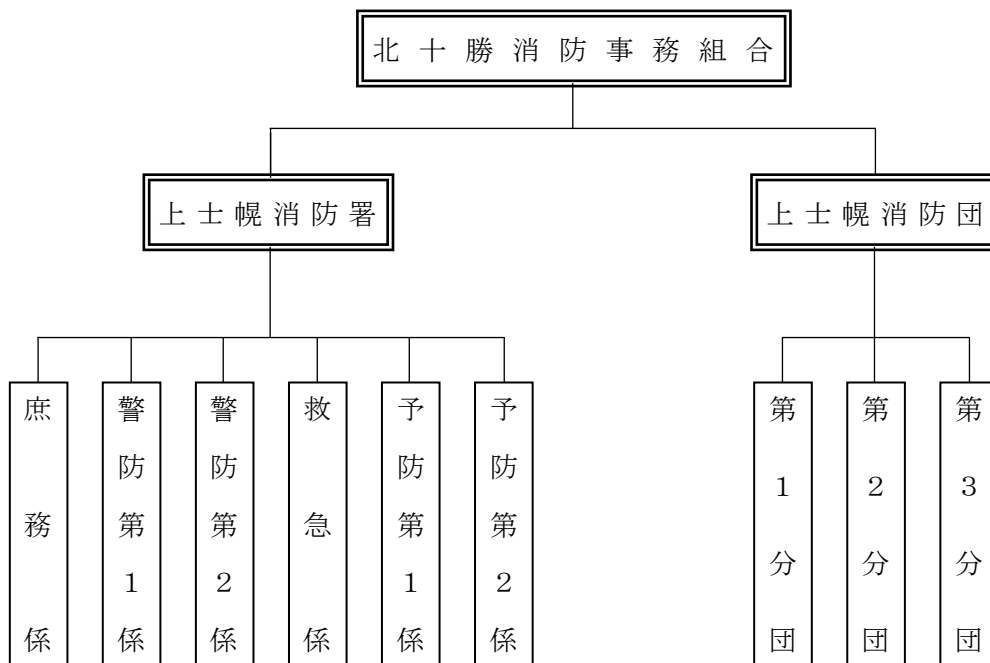 北十勝消防事務組合
上士幌消防署
上士幌消防団
庶務係
警防第1係
警防第2係
救急係
予防第1係
予防第2係
第1分団
第2分団
第3分団